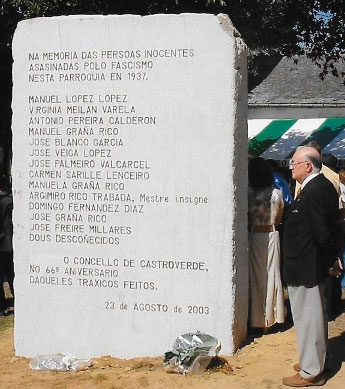 NA MEMORIA DAS PERSOAS INOCENTES
ASASINADAS POLO FASCISMO
NESTA PARROQUIA EN 1937.
MANUEL LOPEZ LOPEZ
VIRGINIA MEILAN VARELA
ANTONIO PEREIRA CALDERON
MANUEL GRAÑA RICO
JOSE BLANCO GARCIA
JOSE VEIGA LOPEZ
JOSE PALMEIRO VALCARCEL
CARMEN SARILLE LENCEIRO
MANUELA GRAÑA RICO
ARGIMIRO RICO TRABADA, Mestre insigne
DOMINGO FERNANDEZ DIAZ
JOSE GRAÑA RICO
JOSE FREIRE MILLARES
DOUS DESCOÑECIDOS
O CONCELLO DE CASTROVERDE,
NO 66º ANIVERSARIO
DAQUELES TRAXICOS FEITOS.
23 de AGOSTO de 2003